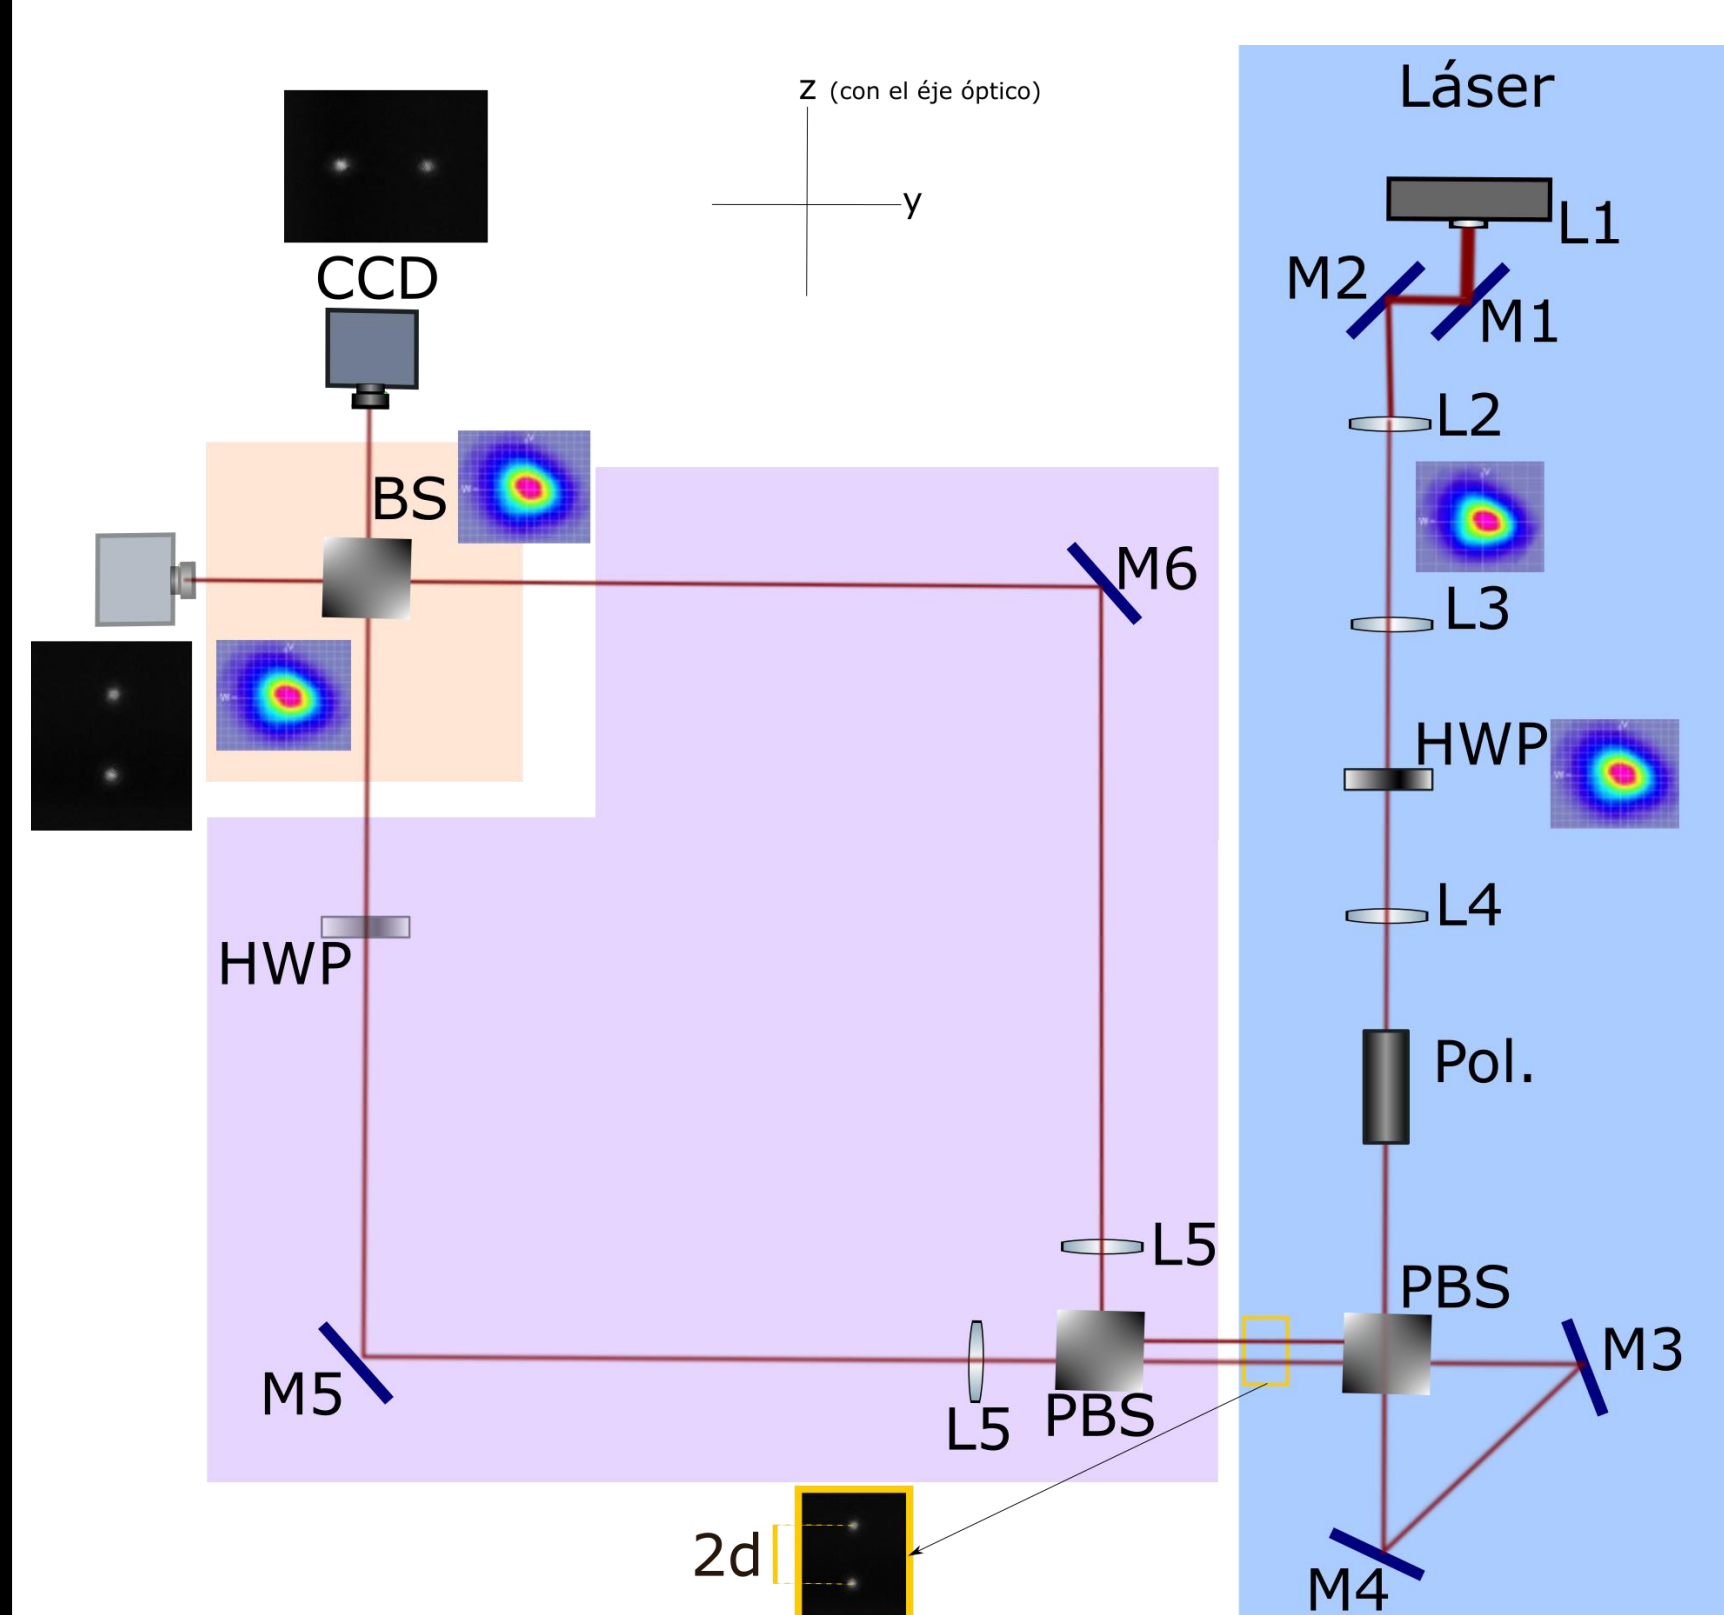 z (con el éje óptico)
y
Láser
L1
M2
M1
CCD
L2
BS
L3
M6
HWP
L4
HWP
Pol.
L5
PBS
M3
M5
L5
PBS
2d
M4